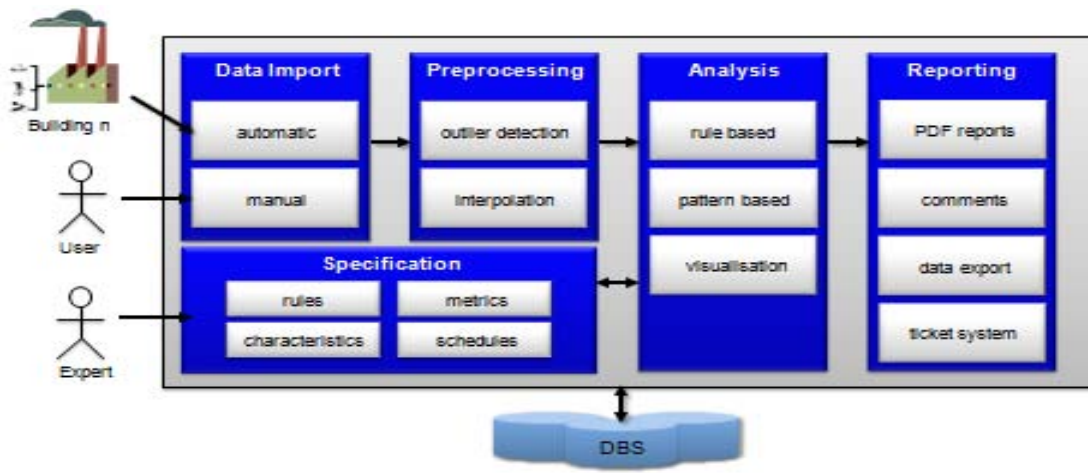 Data Import
automatic
manual
Preprocessing
outlier detection
interpolation
Analysis
rule based
pattern based
visualisation
Reporting
PDF reports
comments
data export
ticket system
Building n
User
Expert
Specification
rules
metrics
characteristics
schedules
DBS